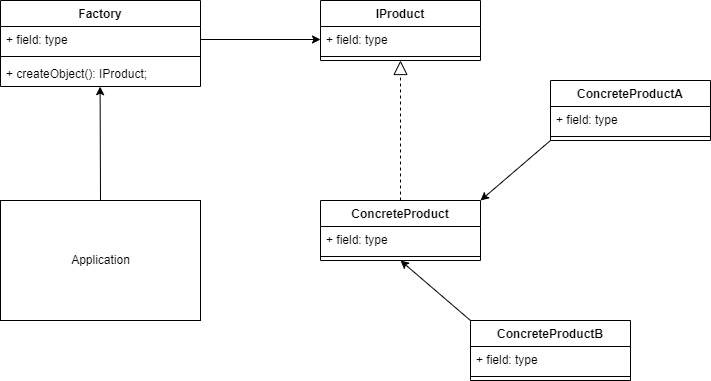 Factory
+ field: type
+ createObject(): IProduct;
IProduct
+ field: type
ConcreteProductA
+ field: type
ConcreteProduct
+ field: type
Application
ConcreteProductB
+ field: type